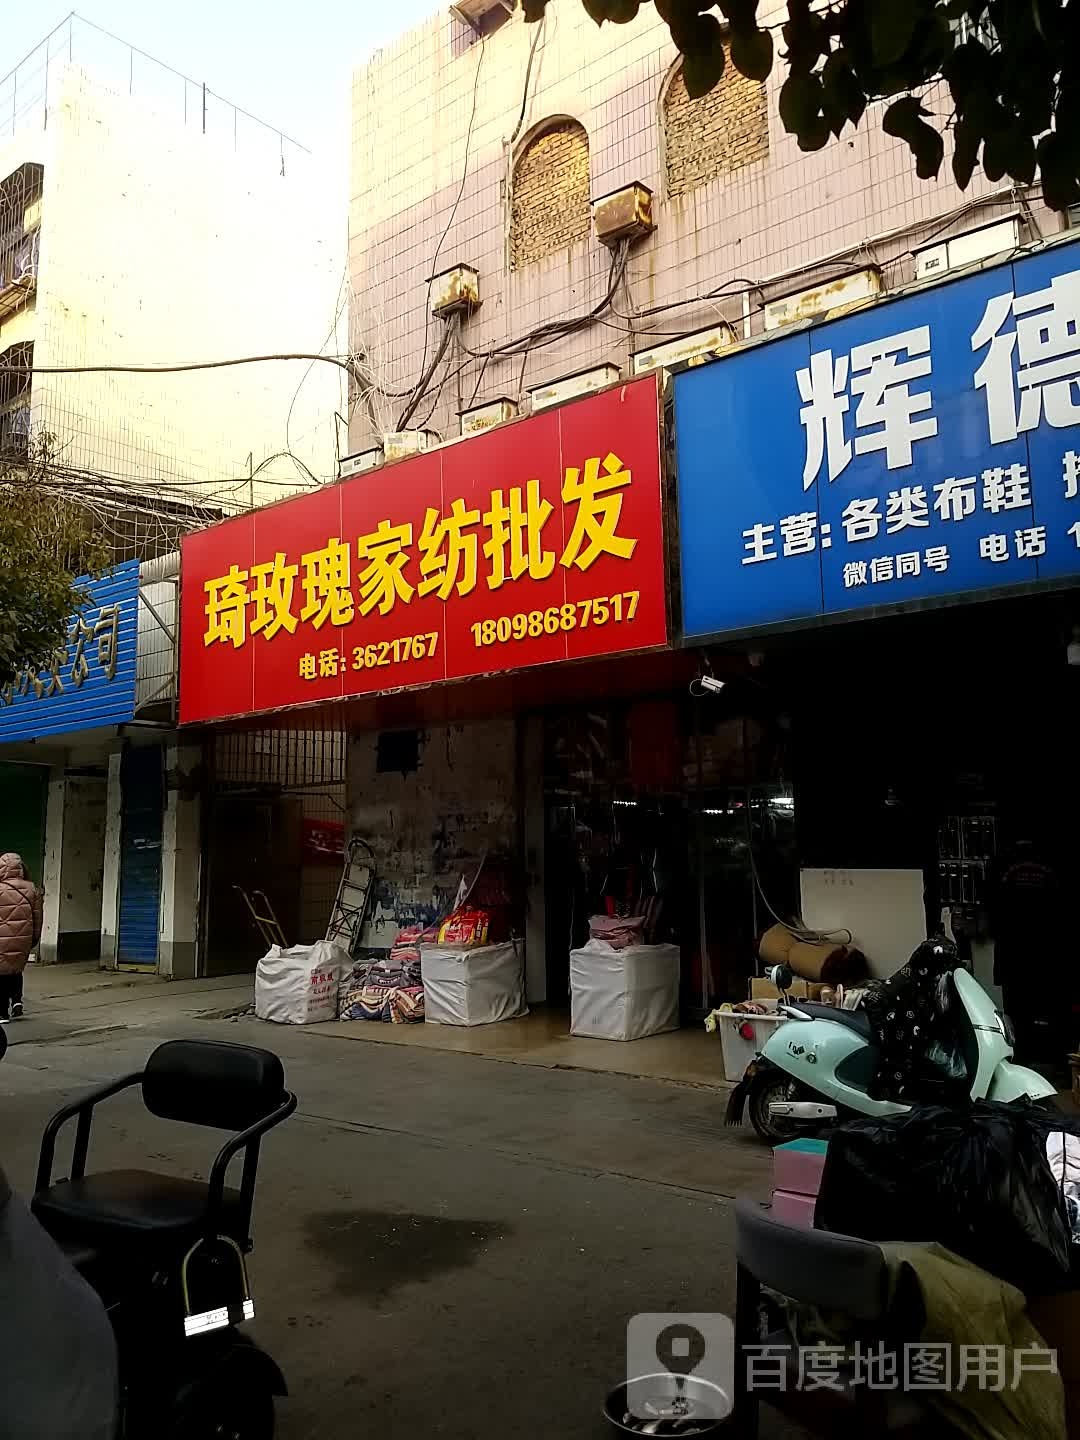 琦玫瑰家纺批发
电话: 3621767 18098687517
辉德
主营: 各类布鞋
微信同号 电话
公司
百度地图用户